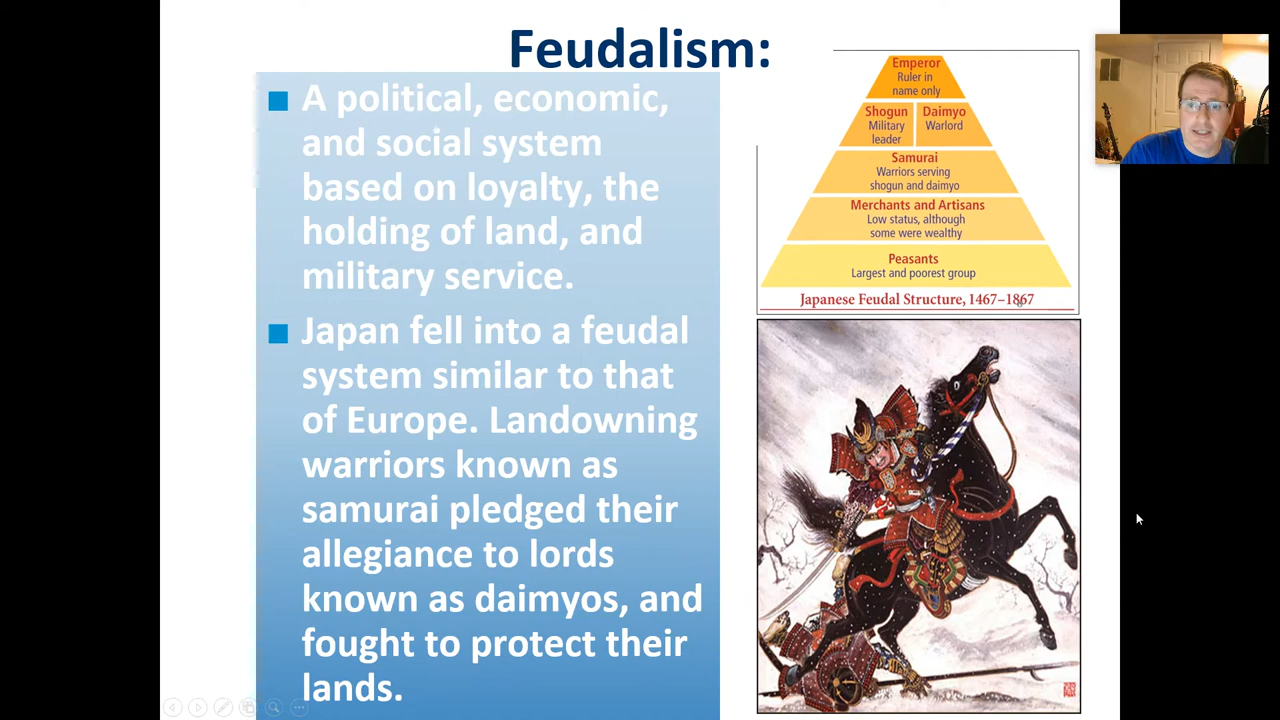 Feudalism:
A political, economic,
and social system
based on loyalty, the
holding of land, and
military service.
Japan fell into a feudal
system similar to that
of Europe. Landowning
warriors known as
samurai pledged their
allegiance to lords
known as daimyos, and
fought to protect their
lands.
Emperor
Ruler in
name only
Shogun
Military
leader
Daimyo
Warlord
Samurai
Warriors serving
shogun and daimyo
Merchants and Artisans
Low status, although
some were wealthy
Peasants
Largest and poorest group
Japanese Feudal Structure, 1467–1867